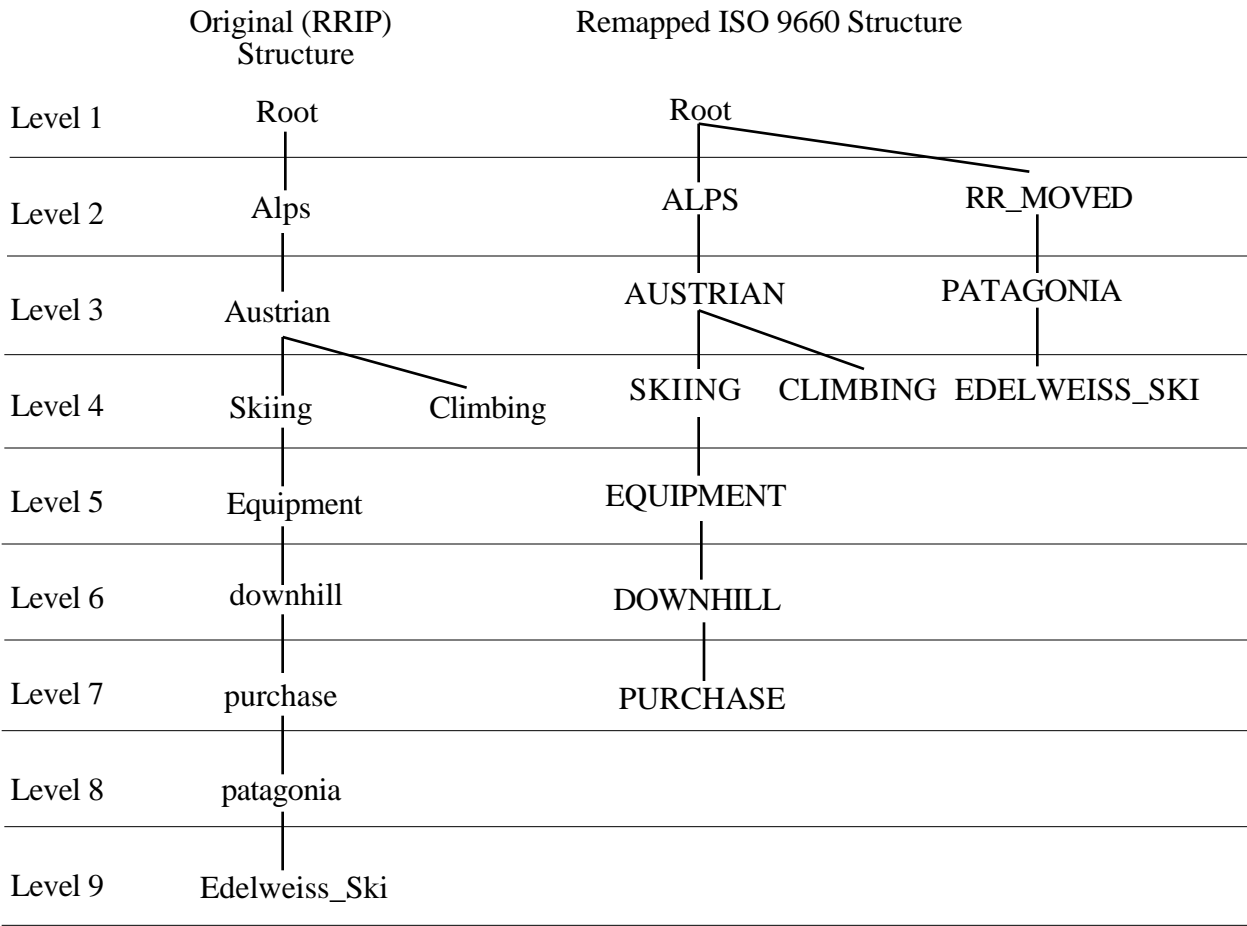 Original (RRIP) Remapped ISO 9660 Structure
Structure
Level 1 Root Root
Level 2 Alps ALPS RR_MOVED
Level 3 Austrian AUSTRIAN PATAGONIA
Level 4 Skiing Climbing SKIING CLIMBING EDELWEISS_SKI
Level 5 Equipment EQUIPMENT
Level 6 downhill DOWNHILL
Level 7 purchase PURCHASE
Level 8 patagonia
Level 9 Edelweiss_Ski